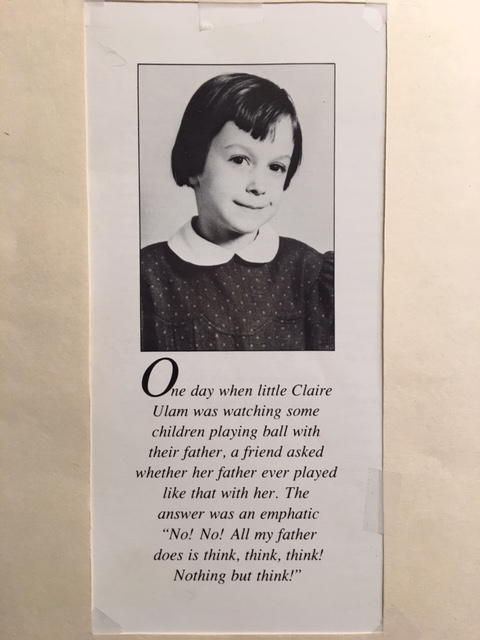 One day when little Claire
Ulam was watching some
children playing ball with
their father, a friend asked
whether her father ever played
like that with her. The
answer was an emphatic
“No! No! All my father
does is think, think, think!
Nothing but think!”